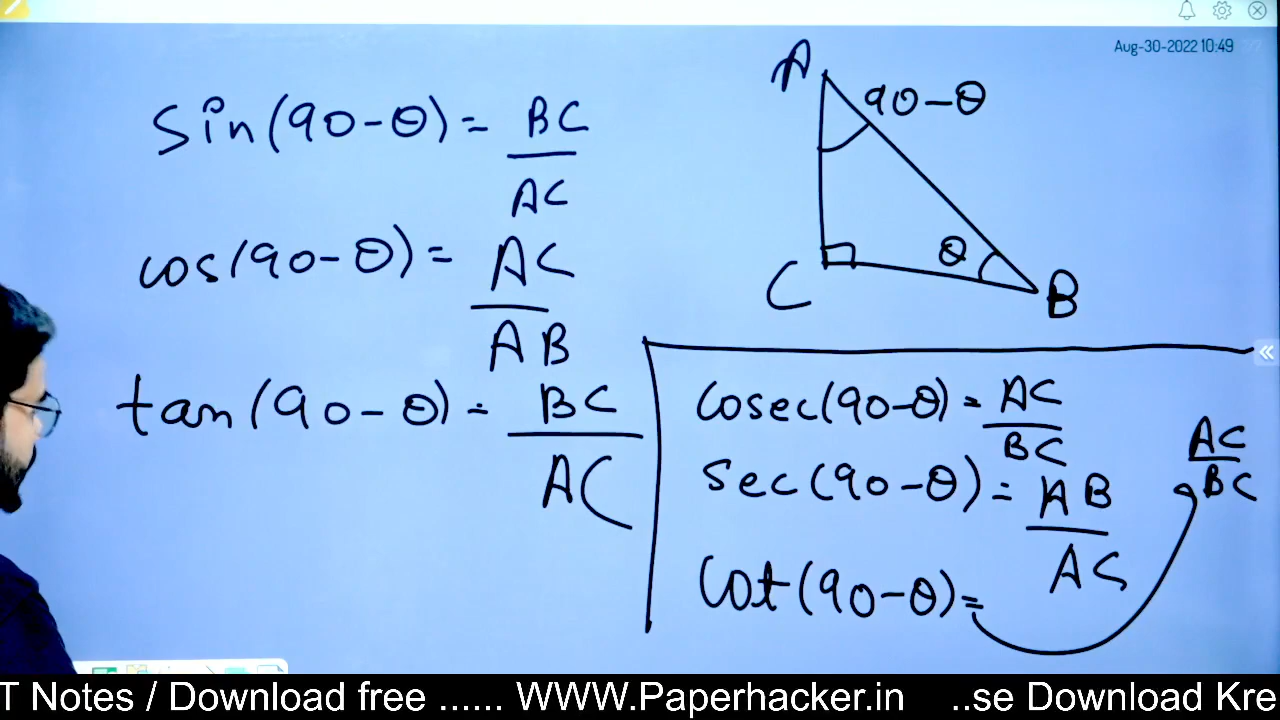 Aug-30-2022 10:49
Sin(90-θ) = BC/AC
cos(90-θ) = AC/AB
tan(90-θ) = BC/AC
A
90-θ
C
θ
B
Cosec(90-θ) = AC/BC
Sec(90-θ) = AB/AC
Cot(90-θ) =
AC/BC
T Notes / Download free ...... WWW.Paperhacker.in ..se Download Kre